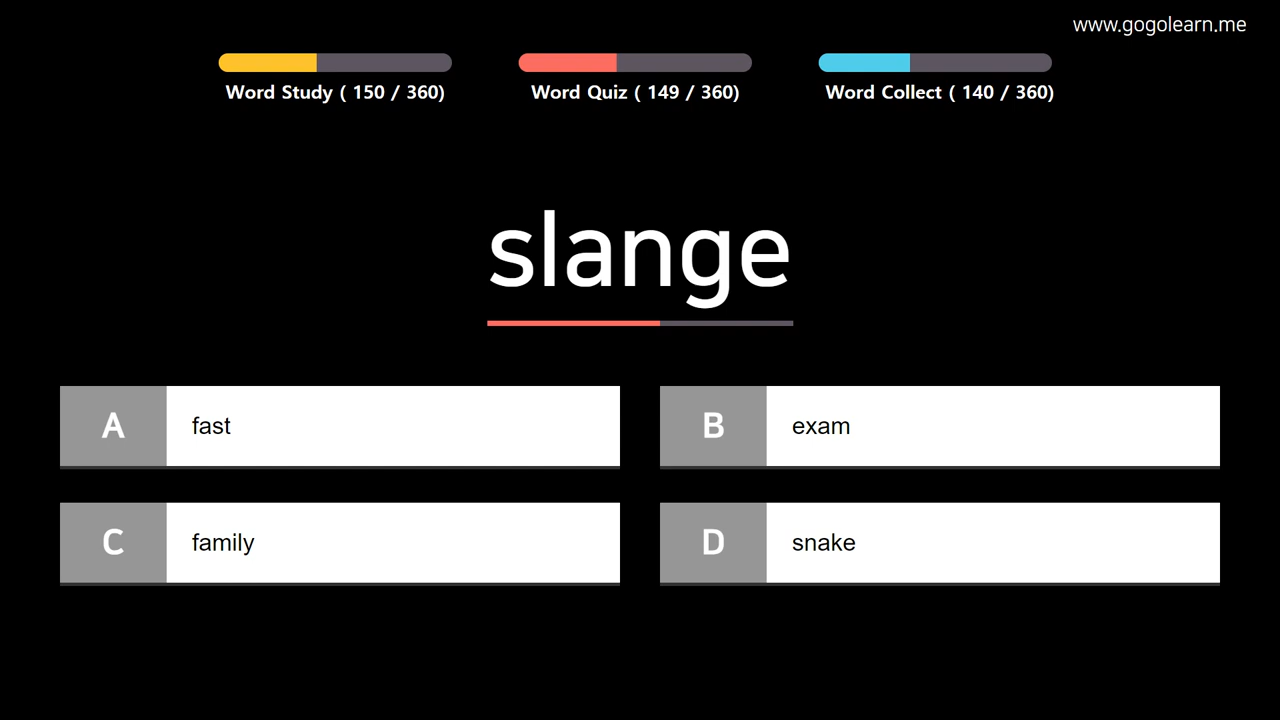 www.gogolearn.me
Word Study ( 150 / 360)
Word Quiz ( 149 / 360)
Word Collect ( 140 / 360)
slange
A fast
B exam
C family
D snake